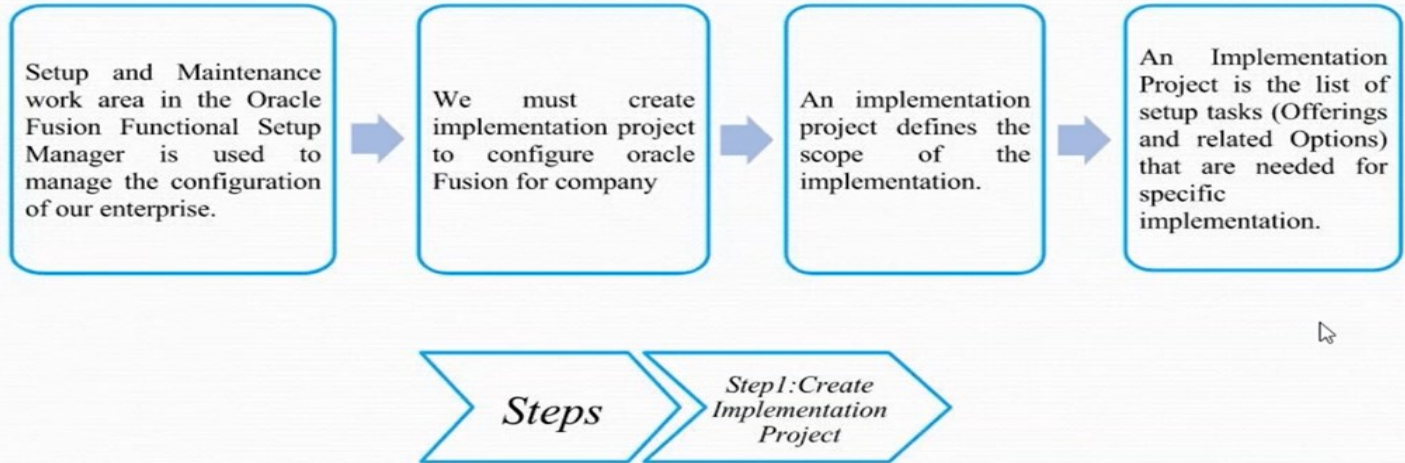 Setup and Maintenance
work area in the Oracle
Fusion Functional Setup
Manager is used to
manage the configuration
of our enterprise.
We must create
implementation project
to configure oracle
Fusion for company
An implementation
project defines the
scope of the
implementation.
An Implementation
Project is the list of
setup tasks (Offerings
and related Options)
that are needed for
specific
implementation.
Steps
Step1:Create
Implementation
Project